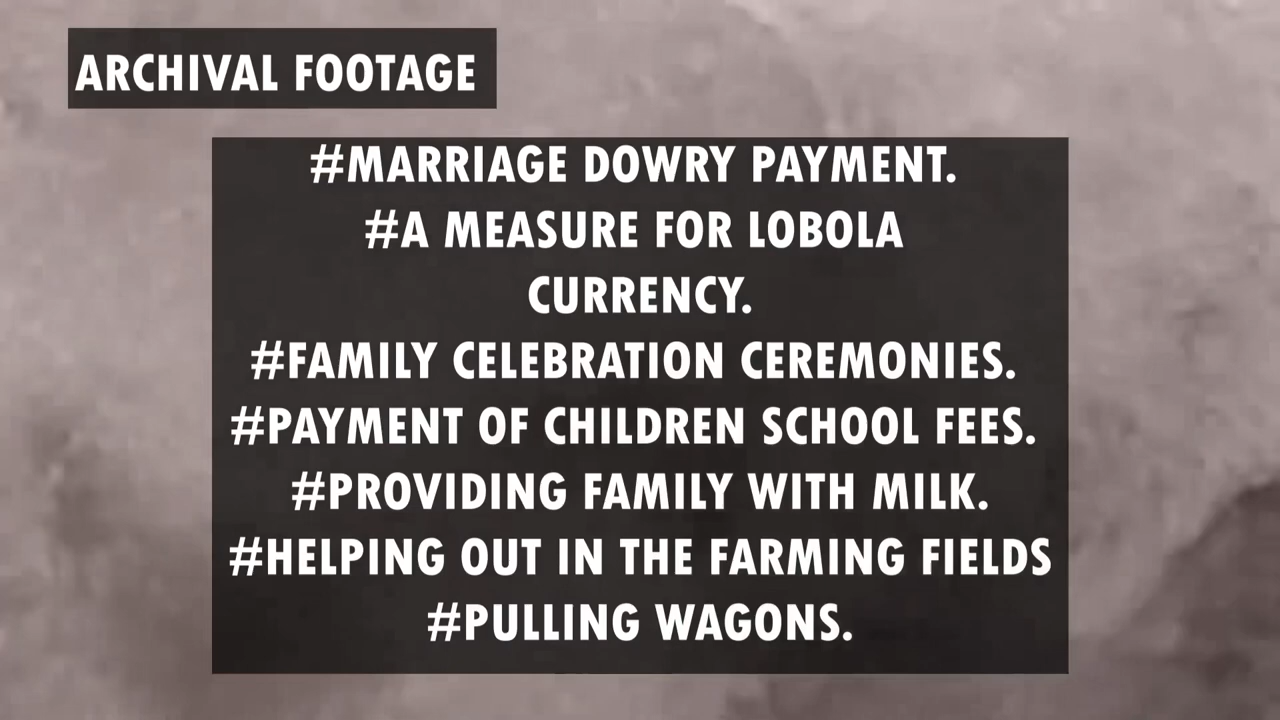 ARCHIVAL FOOTAGE
#MARRIAGE DOWRY PAYMENT.
#A MEASURE FOR LOBOLA
CURRENCY.
#FAMILY CELEBRATION CEREMONIES.
#PAYMENT OF CHILDREN SCHOOL FEES.
#PROVIDING FAMILY WITH MILK.
#HELPING OUT IN THE FARMING FIELDS
#PULLING WAGONS.